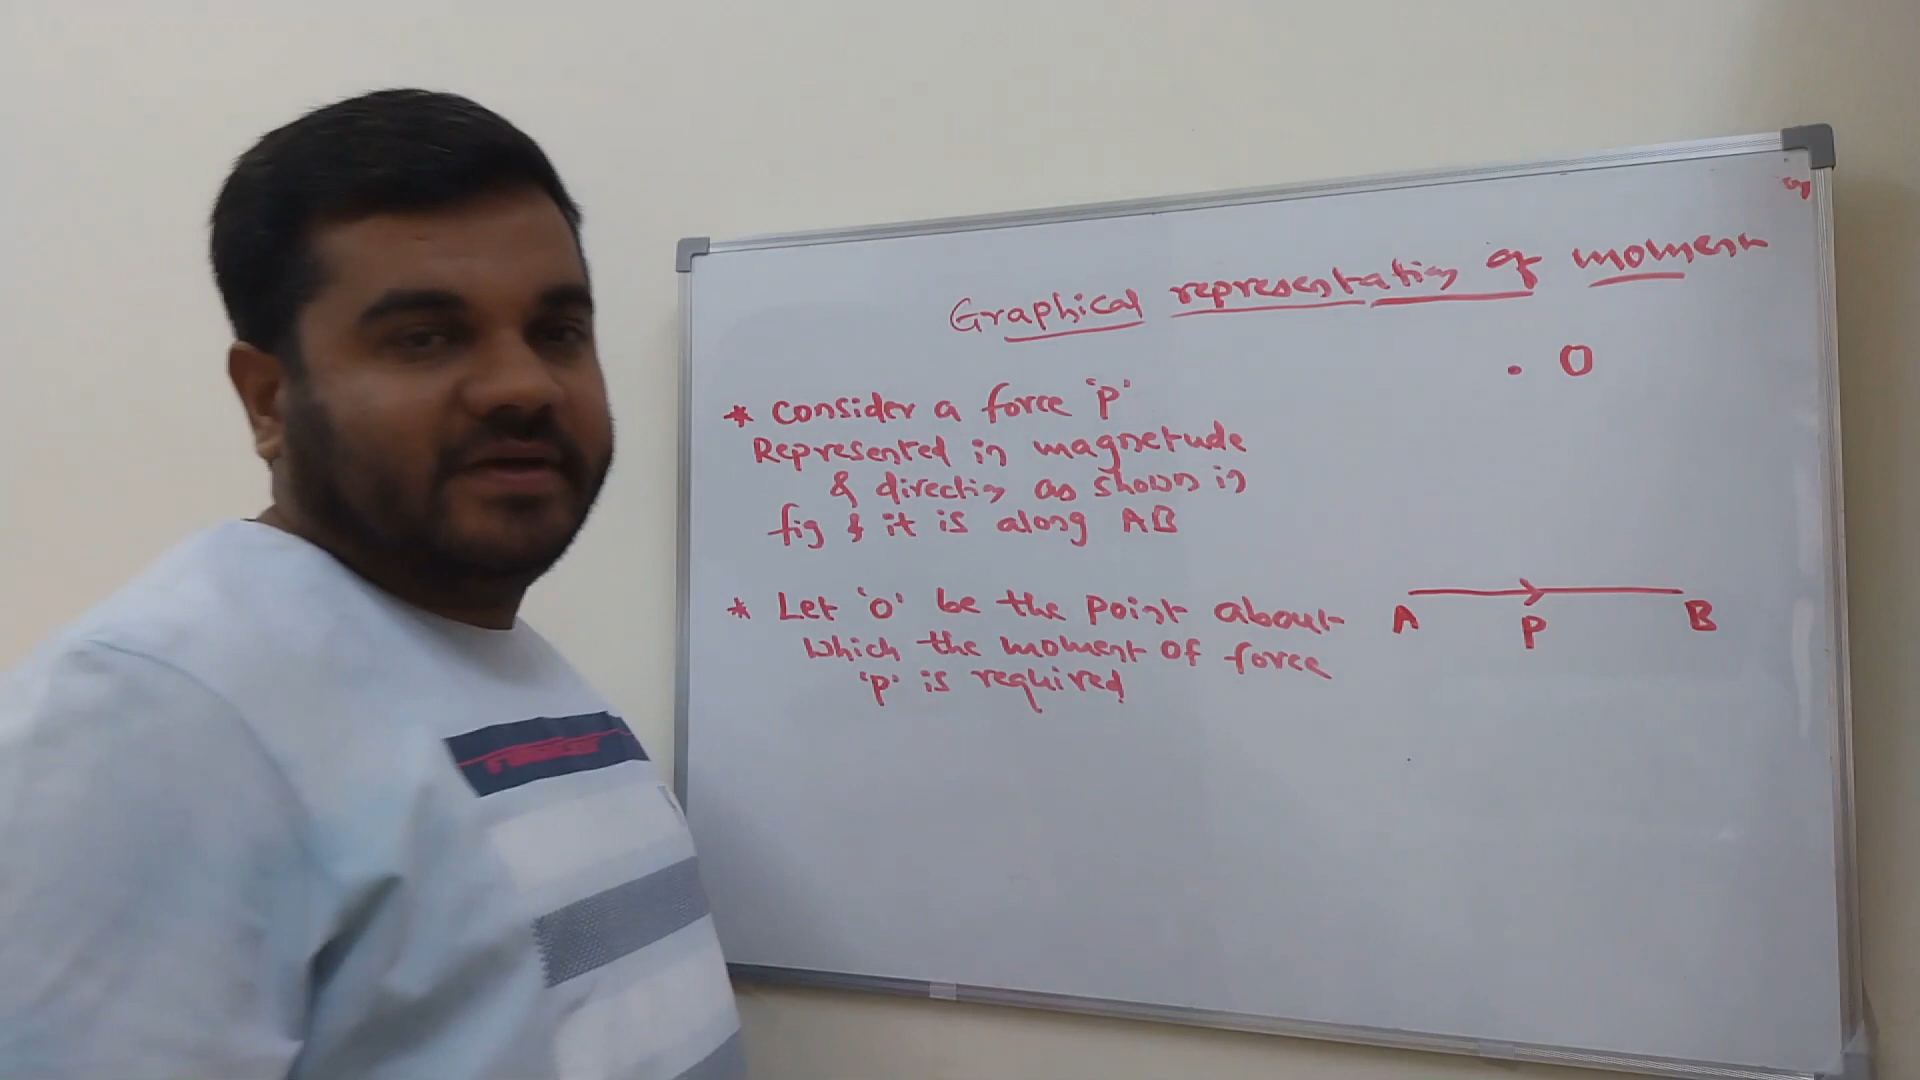 Graphical representation of moment
. O
* Consider a force 'P'
Represented in magnetude
& direction as shown in
fig & it is along AB
* Let 'O' be the point about
which the moment of force
'P' is required.
A P B